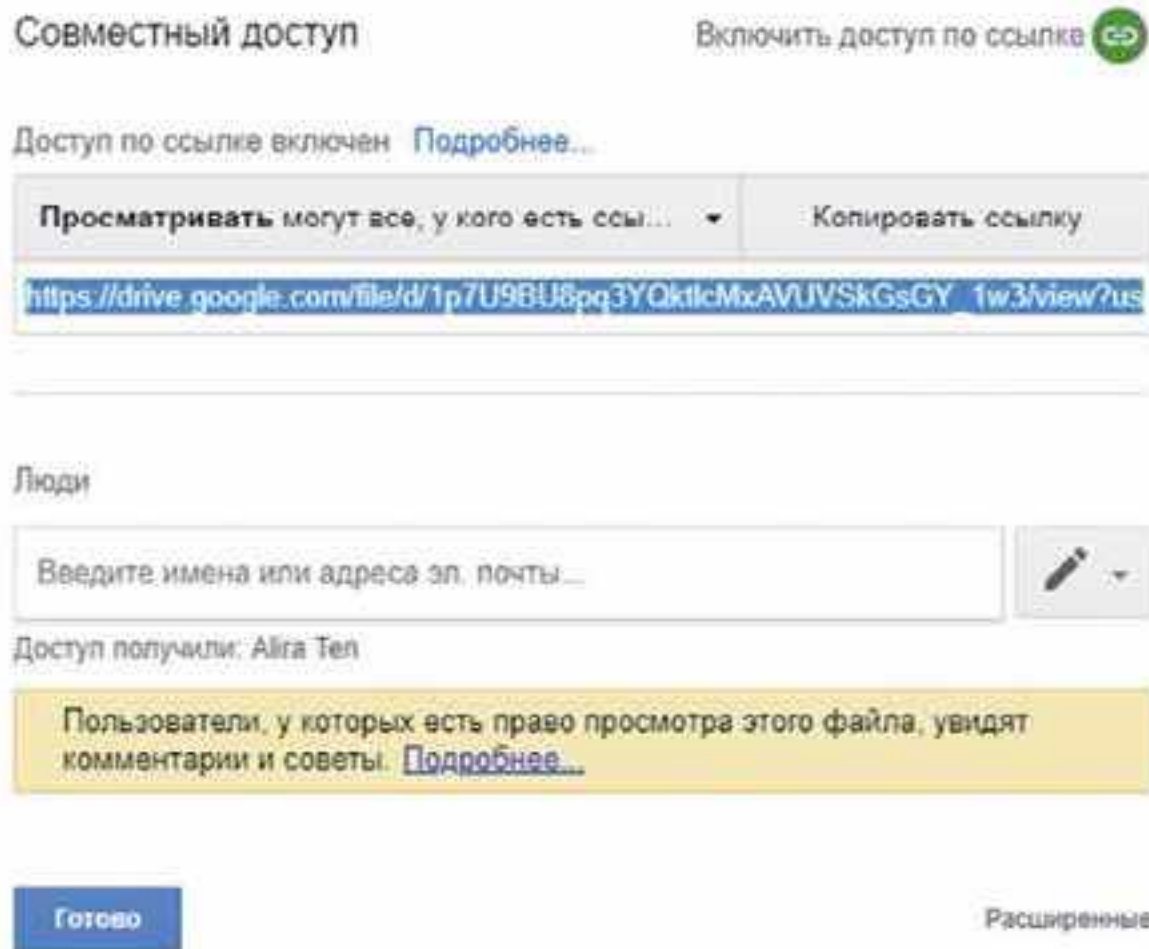 Совместный доступ
Включить доступ по ссылке
Доступ по ссылке включен Подробнее...
Просматривать могут все, у кого есть ссы...
Копировать ссылку
https://drive.google.com/file/d/1p7U9BU8pq3YQktlcMxAVUVSkGsGY_1w3/view?us
Люди
Введите имена или адреса эл. почты...
Доступ получили: Alira Ten
Пользователи, у которых есть право просмотра этого файла, увидят
комментарии и советы. Подробнее...
Готово
Расширенные